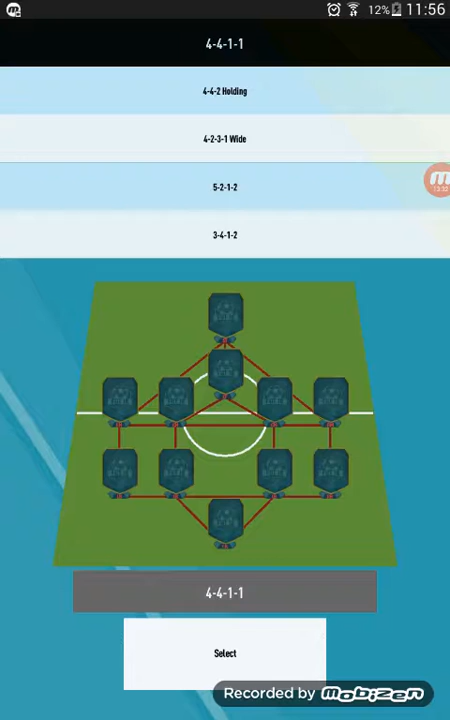 12% 11:56
4-4-1-1
4-4-2 Holding
4-2-3-1 Wide
5-2-1-2
3-4-1-2
4-4-1-1
Select
Recorded by mobizen